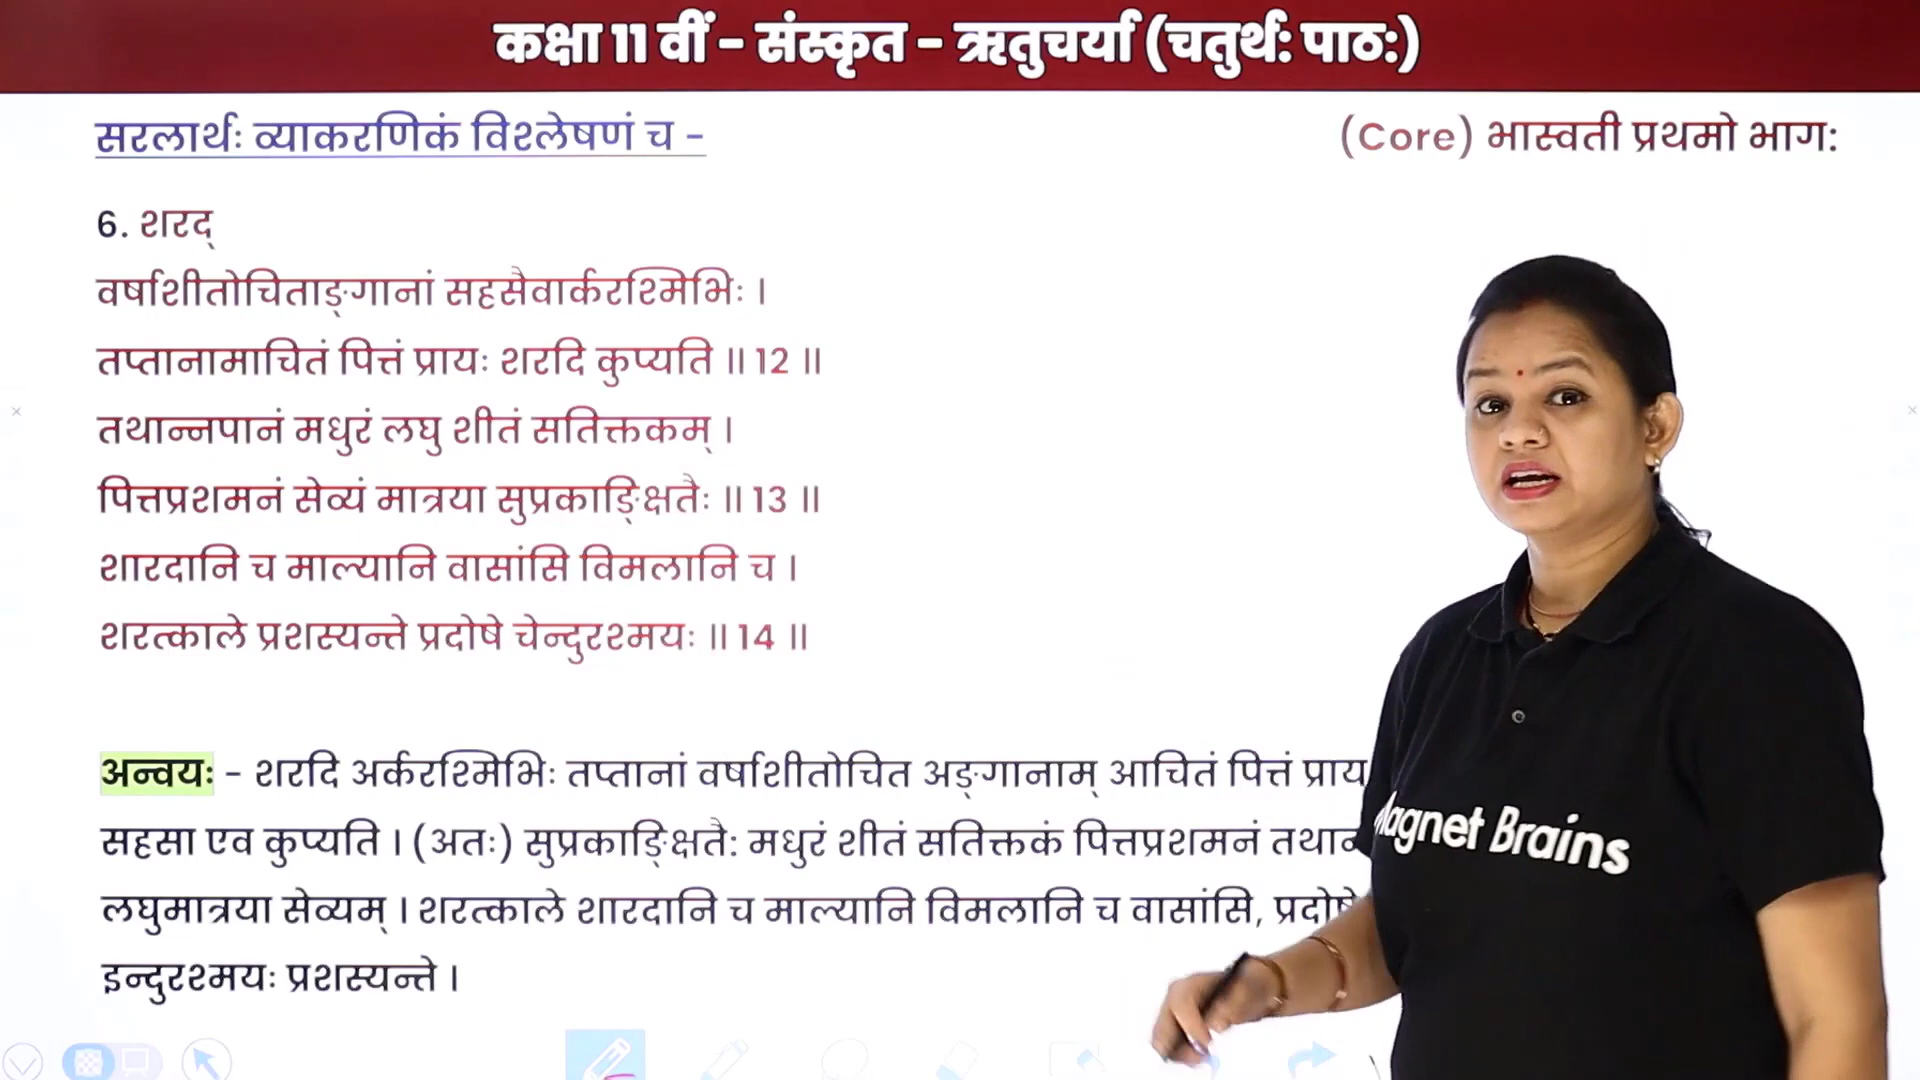 कक्षा 11 वीं - संस्कृत - ऋतुचर्या (चतुर्थ: पाठ:)
सरलार्थः व्याकरणिकं विश्लेषणं च -
(Core) भास्वती प्रथमो भाग:
6. शरद्
वर्षाशीतोचिताङ्गानां सहसैवार्करश्मिभिः ।
तप्तानामाचितं पित्तं प्रायः शरदि कुप्यति ॥ 12 ॥
तथान्नपानं मधुरं लघु शीतं सतिक्तकम् ।
पित्तप्रशमनं सेव्यं मात्रया सुप्रकाङ्क्षितैः ॥ 13 ॥
शारदानि च माल्यानि वासांसि विमलानि च ।
शरत्काले प्रशस्यन्ते प्रदोषे चेन्दुरश्मयः ॥ 14 ॥
अन्वयः - शरदि अर्करश्मिभिः तप्तानां वर्षाशीतोचित अङ्गानाम् आचितं पित्तं प्राय
सहसा एव कुप्यति । (अतः) सुप्रकाङ्क्षितै: मधुरं शीतं सतिक्तकं पित्तप्रशमनं
लघुमात्रया सेव्यम् । शरत्काले शारदानि च माल्यानि विमलानि च वासांसि, प्रदोषे
इन्दुरश्मयः प्रशस्यन्ते ।
Magnet Brains